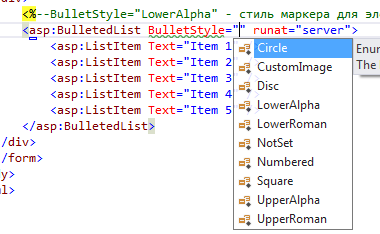 div>
<%--BulletStyle="LowerAlpha" - стиль маркера для эл
<asp:BulletedList BulletStyle="" runat="server">
<asp:ListItem Text="Item 1
<asp:ListItem Text="Item 2
<asp:ListItem Text="Item 3
<asp:ListItem Text="Item 4
<asp:ListItem Text="Item 5
</asp:BulletedList>
/div>
/form>
y>
ml>
Circle
CustomImage
Disc
LowerAlpha
LowerRoman
NotSet
Numbered
Square
UpperAlpha
UpperRoman
Enum
The